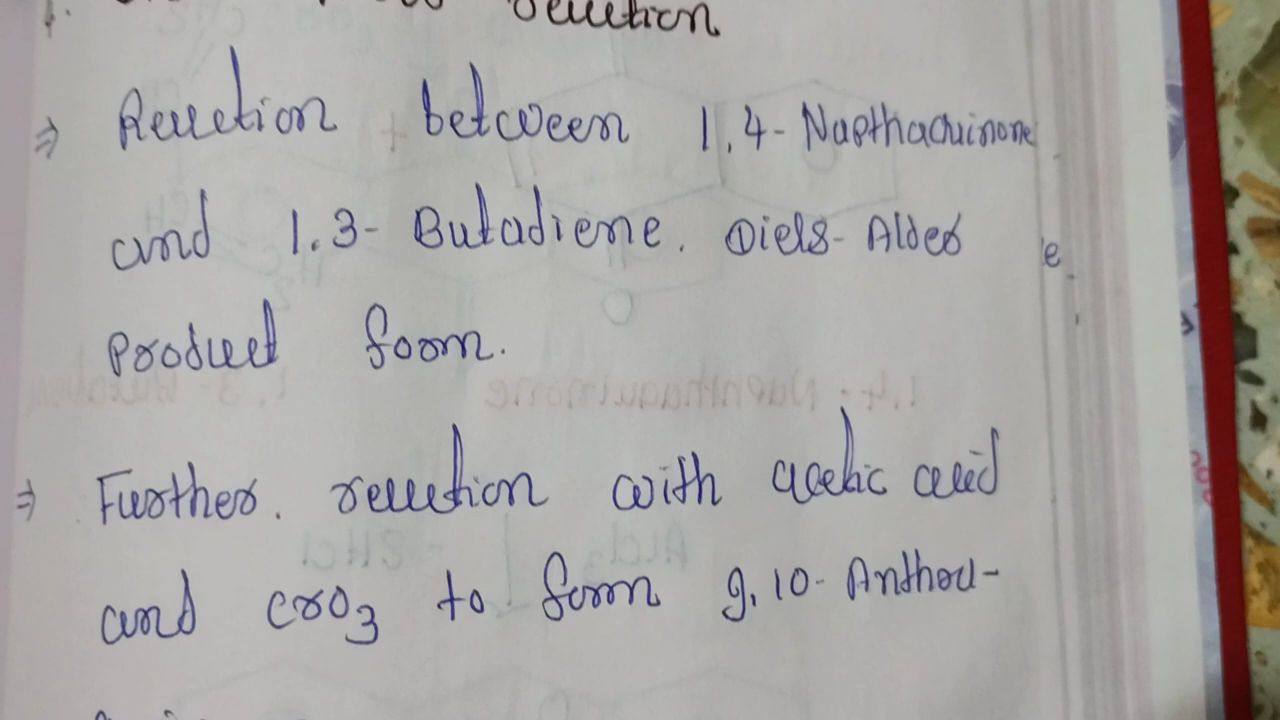 ⇒ Reaction between 1,4-Napthaquinone
and 1,3-Butadiene. Diels-Alder
product form.
⇒ Further. reaction with acetic acid
and CrO3 to form 9,10-Anthra-